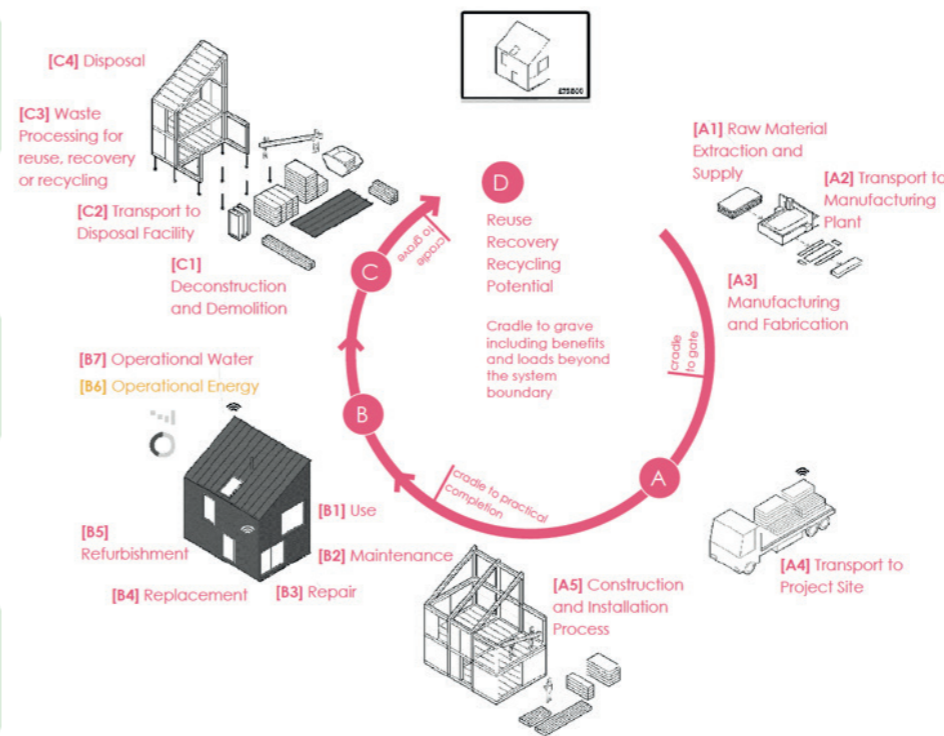 [C4] Disposal
[C3] Waste
Processing for
reuse, recovery
or recycling
[C2] Transport to
Disposal Facility
[C1]
Deconstruction
and Demolition
[A1] Raw Material
Extraction and
Supply
[A2] Transport to
Manufacturing
Plant
[A3]
Manufacturing
and Fabrication
D
Reuse
Recovery
Recycling
Potential
Cradle to grave
including benefits
and loads beyond
the system
boundary
cradle
to grave
C
cradle
to gate
B
A
cradle to practical
completion
[B7] Operational Water
[B6] Operational Energy
[B1] Use
[B2] Maintenance
[B3] Repair
[B4] Replacement
[B5]
Refurbishment
[A4] Transport to
Project Site
[A5] Construction
and Installation
Process